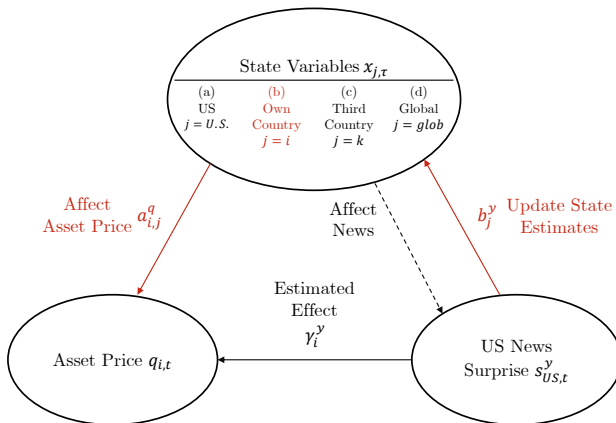 State Variables x_{j,τ}
(a) (b) (c) (d)
US Own Third Global
j = U.S. Country Country j = glob
j = i j = k
Affect
Asset Price a^q_{i,j}
Affect
News
b^y_j Update State
Estimates
Estimated
Effect
γ^y_i
Asset Price q_{i,t}
US News
Surprise s^y_{US,t}